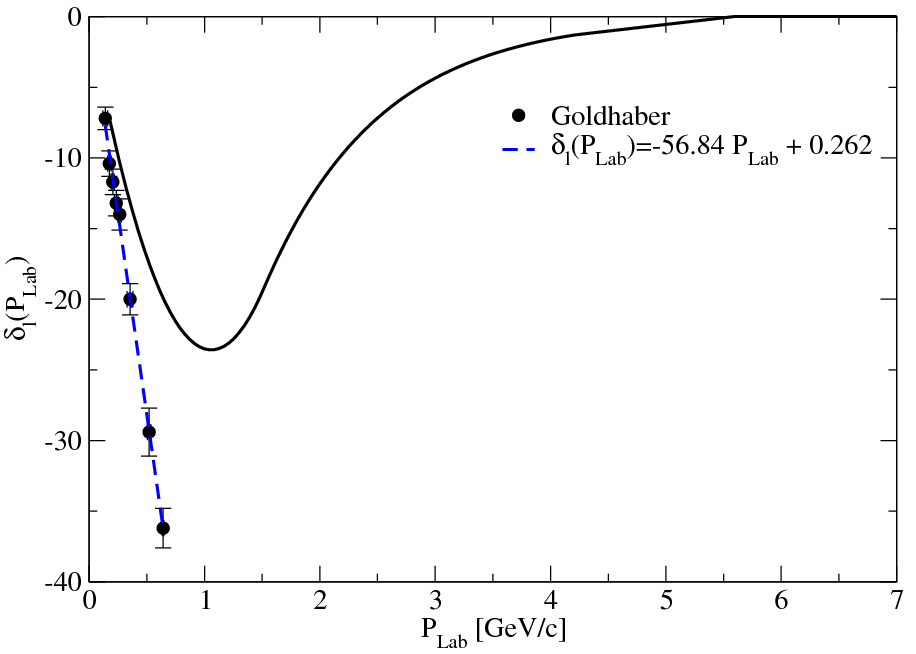 0
Goldhaber
δl(PLab)=-56.84 PLab + 0.262
-10
-20
-30
-40
δl(PLab)
0 1 2 3 4 5 6 7
PLab [GeV/c]